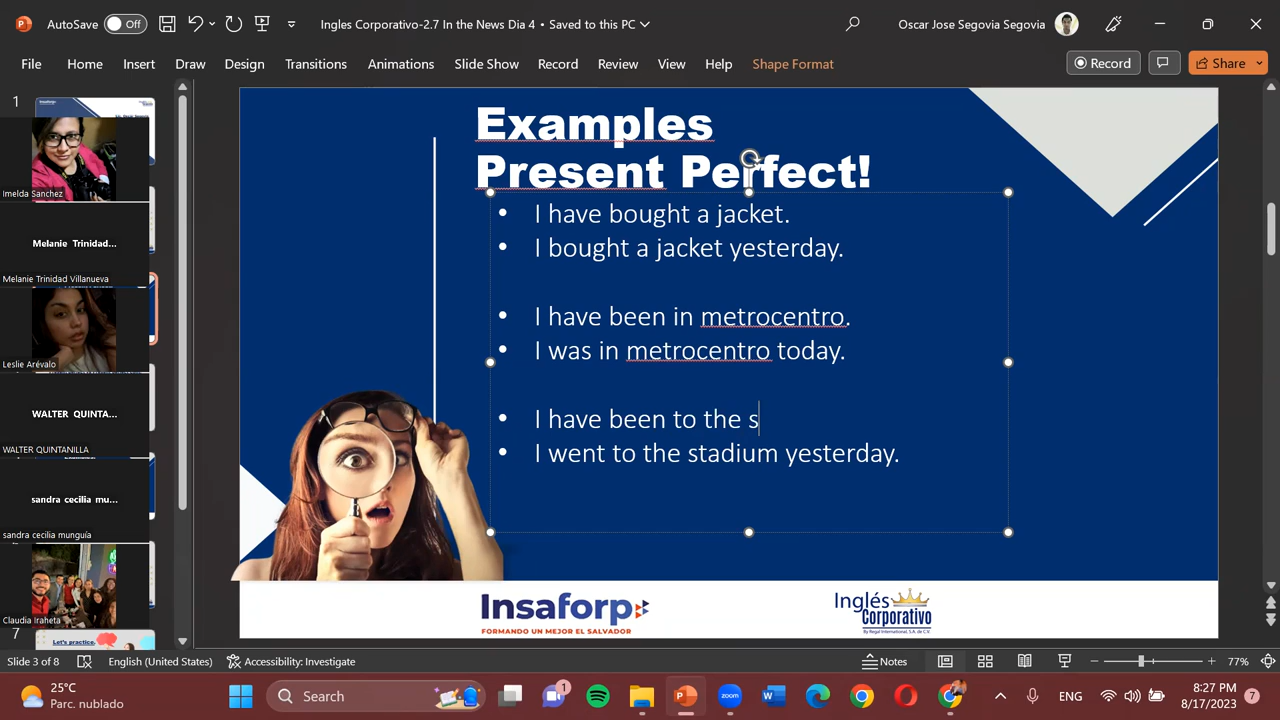 AutoSave
Off
Ingles Corporativo-2.7 In the News Dia 4 • Saved to this PC
Oscar Jose Segovia Segovia
File
Home
Insert
Draw
Design
Transitions
Animations
Slide Show
Record
Review
View
Help
Shape Format
Record
Share
1
Imelda Sanchez
Melanie Trinidad...
Melanie Trinidad Villanueva
Leslie Arévalo
WALTER QUINTA...
WALTER QUINTANILLA
sandra cecilia mu...
sandra cecilia munguía
Claudia Iraheta
7
Let's practice.
Examples
Present Perfect!
• I have bought a jacket.
• I bought a jacket yesterday.
• I have been in metrocentro.
• I was in metrocentro today.
• I have been to the s
• I went to the stadium yesterday.
Insaforp
FORMANDO UN MEJOR EL SALVADOR
Inglés
Corporativo
By Regal International, S.A. de C.V
Slide 3 of 8
English (United States)
Accessibility: Investigate
Notes
77%
25°C
Parc. nublado
Search
1
ENG
8:27 PM
8/17/2023
7